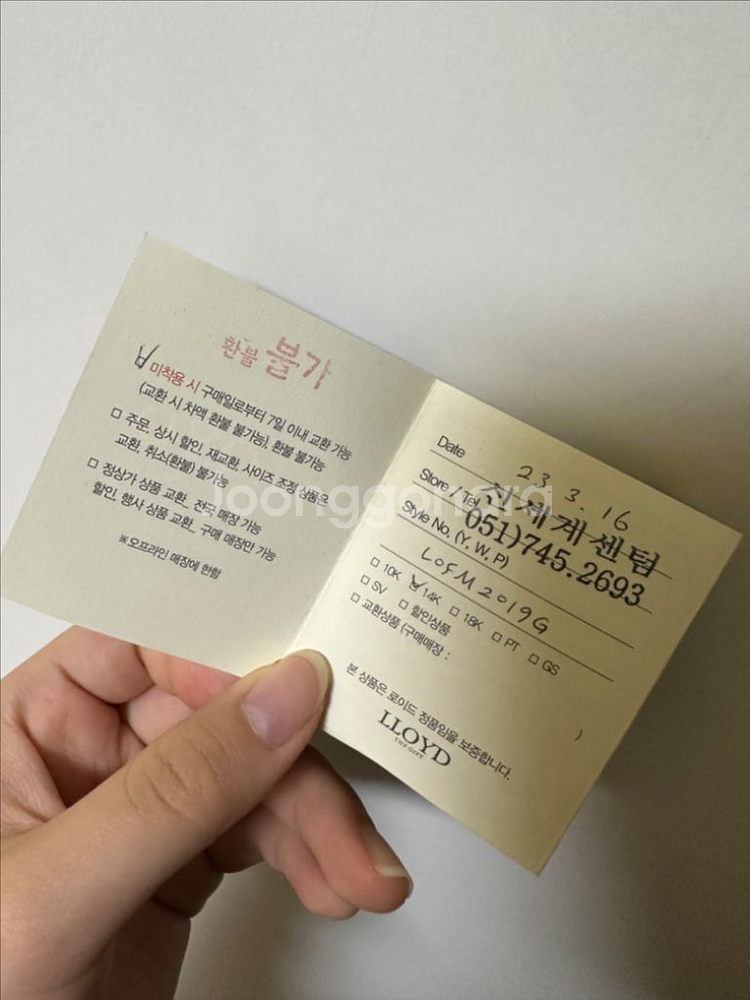 환불 불가
미착용 시 구매일로부터 7일 이내 교환 가능
(교환 시 차액 환불 불가능), 환불 불가능
□ 주문, 상시 할인, 재교환, 사이즈 조정 상품은
교환, 취소(환불) 불가능
□ 정상가 상품 교환_ 전국 매장 가능
할인, 행사 상품 교환_ 구매 매장만 가능
※오프라인 매장에 한함
Date 23. 3. 16
Store / Tel 신세계센텀
051)745.2693
Style No. (Y, W, P)
LOFM2019G
□ 10K ☑ 14K □ 18K □ PT □ GS
□ SV □ 할인상품
□ 교환상품 (구매매장 : )
본 상품은 로이드 정품임을 보증합니다.
LLOYD
THE GIFT
joonggonara